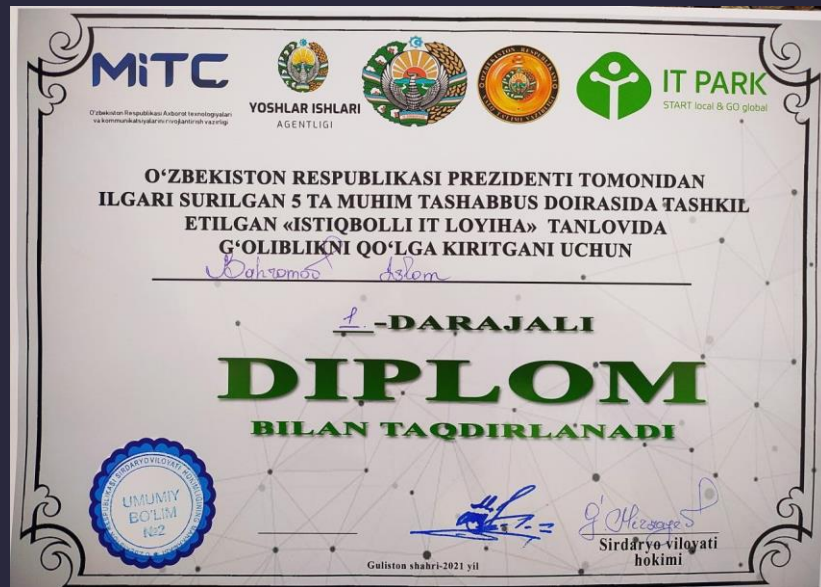 MiTC
O'zbekiston Respublikasi Axborot texnologiyalari
va kommunikatsiyalarini rivojlantirish vazirligi
YOSHLAR ISHLARI
AGENTLIGI
IT PARK
START local & GO global
O‘ZBEKISTON RESPUBLIKASI PREZIDENTI TOMONIDAN
ILGARI SURILGAN 5 TA MUHIM TASHABBUS DOIRASIDA TASHKIL
ETILGAN «ISTIQBOLLI IT LOYIHA» TANLOVIDA
G‘OLIBLIKNI QO‘LGA KIRITGANI UCHUN
Bahromov Aslom
1 -DARAJALI
DIPLOM
BILAN TAQDIRLANADI
UMUMIY
BO'LIM
№2
Sirdaryo viloyati
hokimi
Guliston shahri-2021 yil